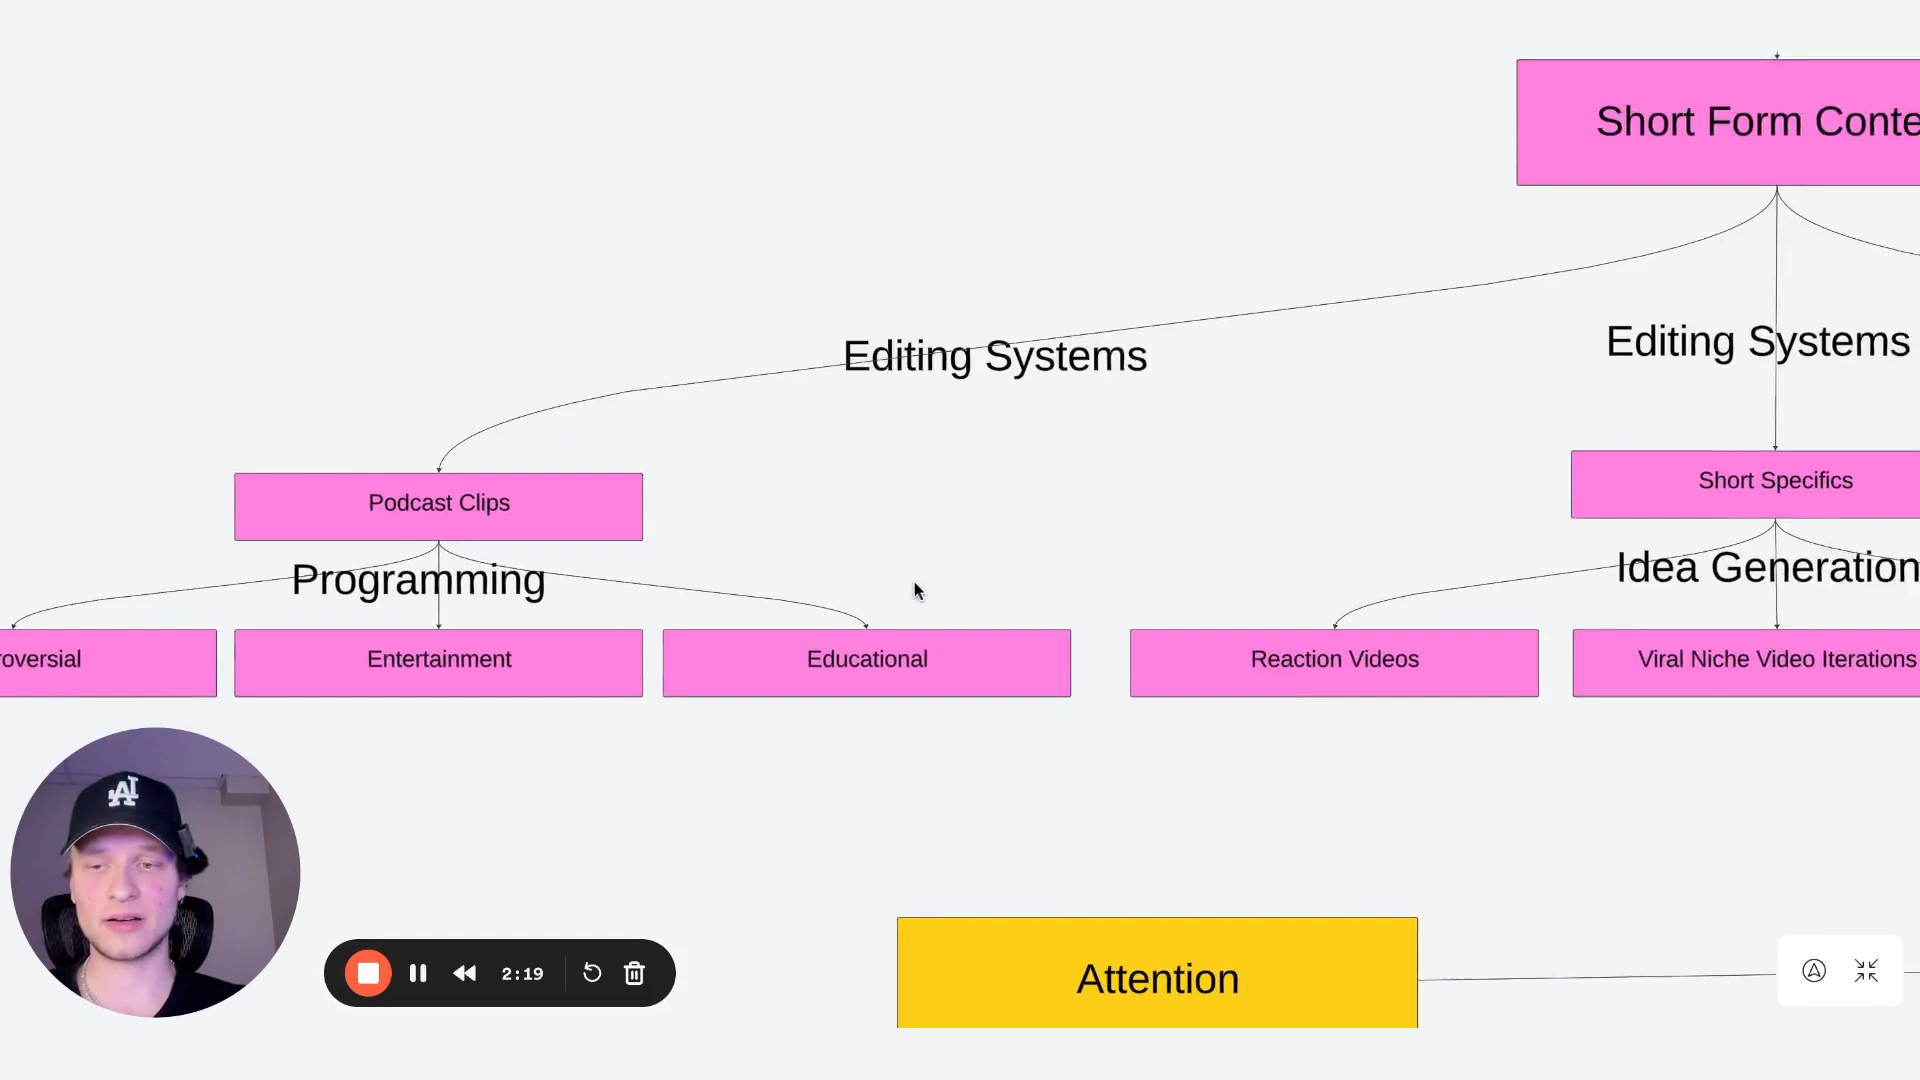 Short Form Conte
Editing Systems
Editing Systems
Podcast Clips
Short Specifics
Programming
Idea Generation
roversial
Entertainment
Educational
Reaction Videos
Viral Niche Video Iterations
Attention
2:19